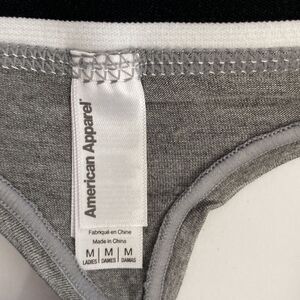 American Apparel
Fabriqué en Chine
Made in China
M | M | M
LADIES | DAMES | DAMAS